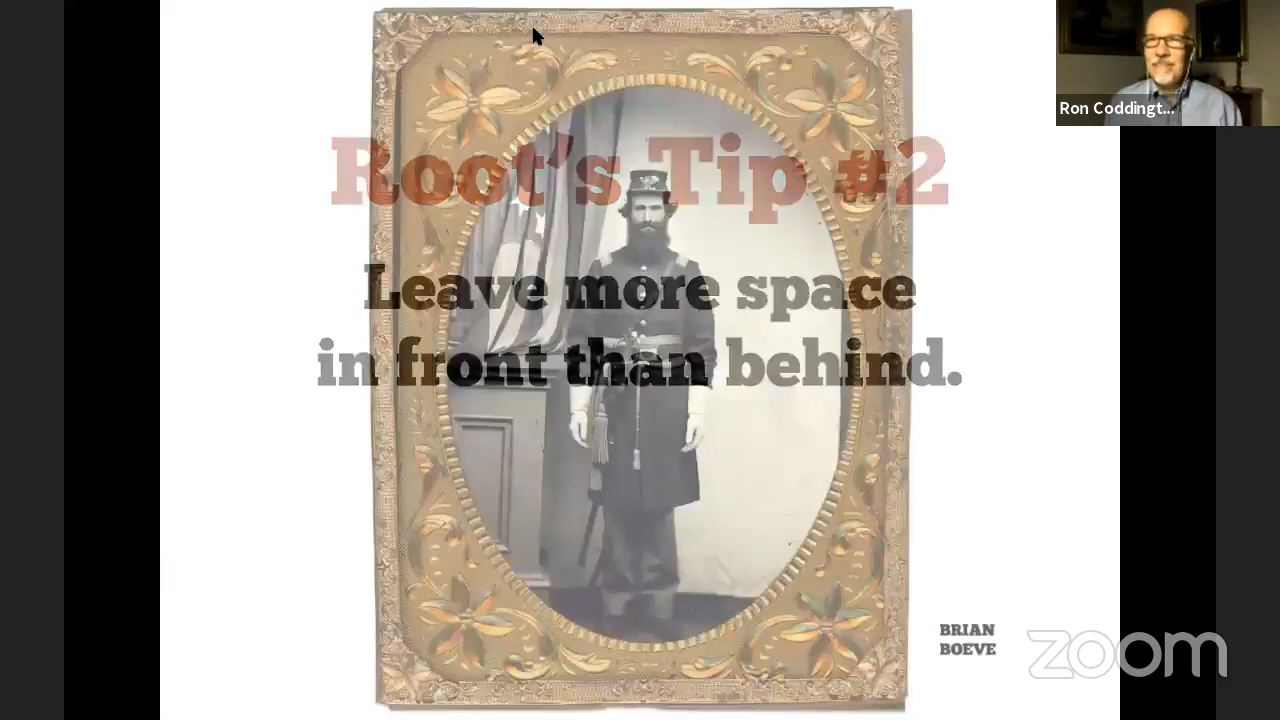 Ron Coddingt...
Root's Tip #2
Leave more space
in front than behind.
BRIAN
BOEVE
zoom